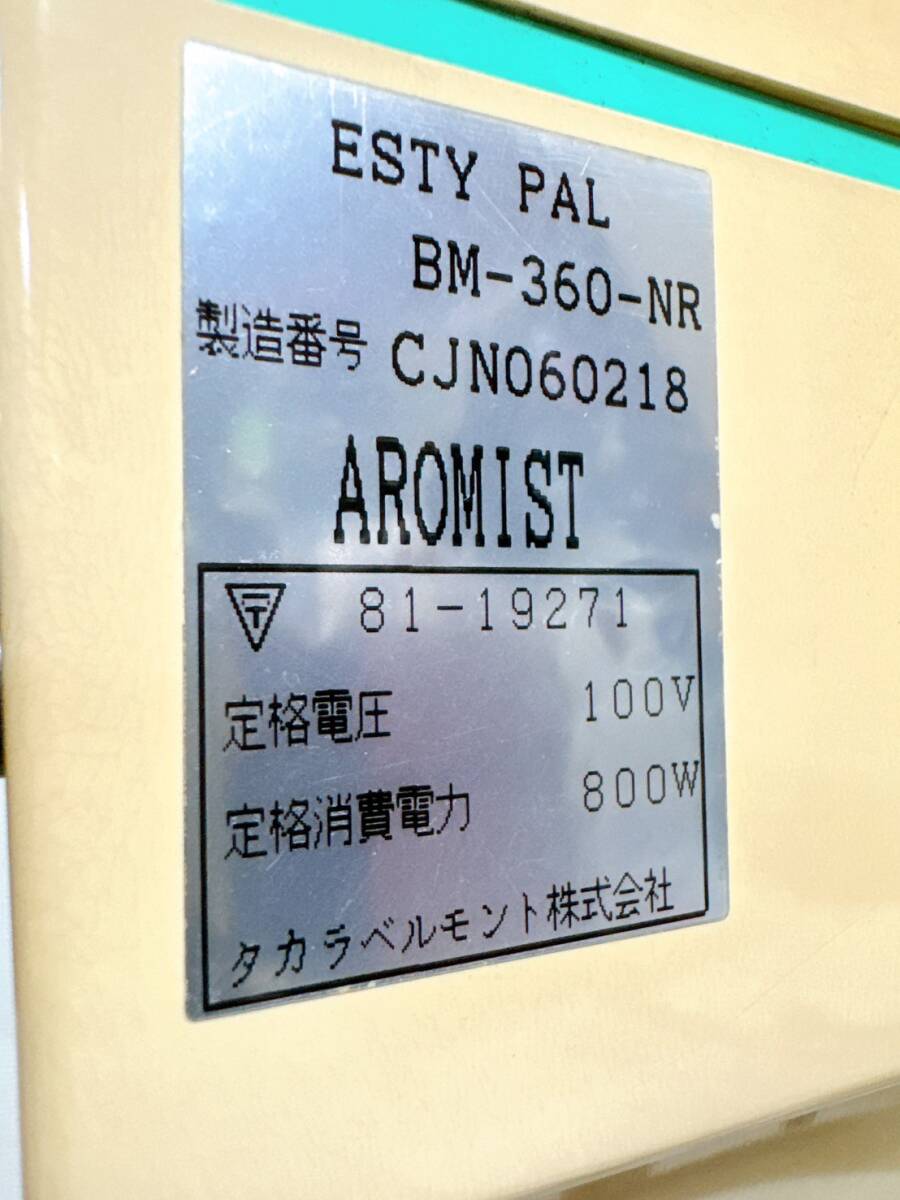 ESTY PAL
BM-360-NR
製造番号 CJN060218
AROMIST
〒 81-19271
定格電圧 100V
定格消費電力 800W
タカラベルモント株式会社